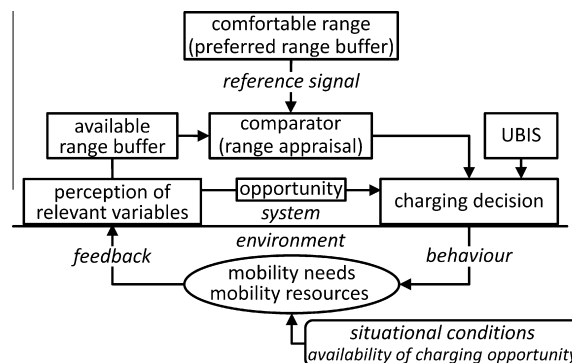 comfortable range
(preferred range buffer)
reference signal
available
range buffer
comparator
(range appraisal)
UBIS
perception of
relevant variables
opportunity
charging decision
system
environment
feedback
behaviour
mobility needs
mobility resources
situational conditions
availability of charging opportunity